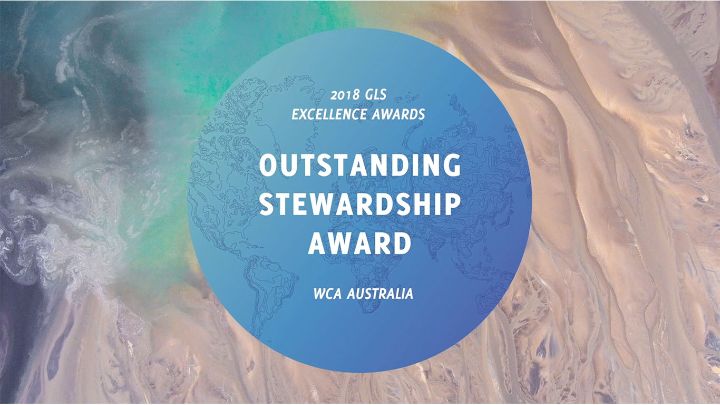 2018 GLS
EXCELLENCE AWARDS
OUTSTANDING
STEWARDSHIP
AWARD
WCA AUSTRALIA